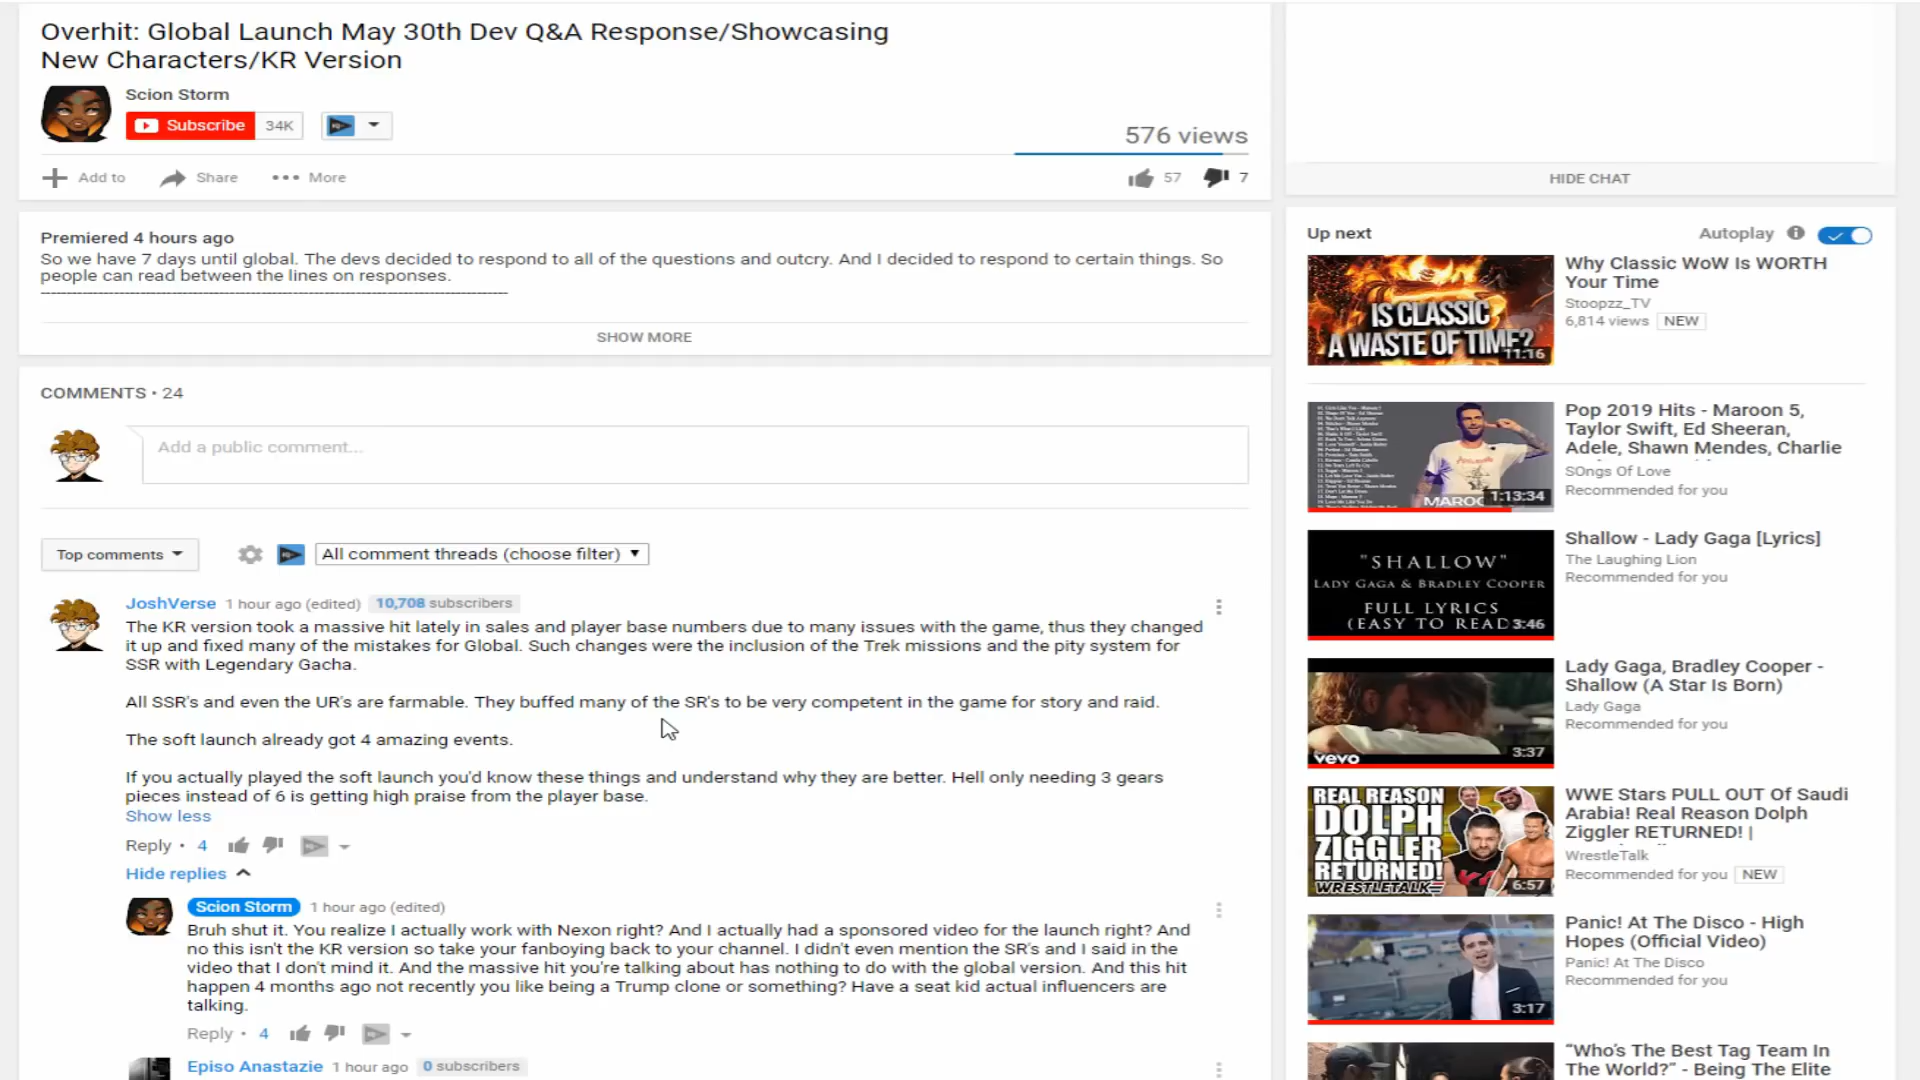 Overhit: Global Launch May 30th Dev Q&A Response/Showcasing
New Characters/KR Version
Scion Storm
Subscribe 34K
576 views
Add to Share More
57 7
Premiered 4 hours ago
So we have 7 days until global. The devs decided to respond to all of the questions and outcry. And I decided to respond to certain things. So
people can read between the lines on responses.
SHOW MORE
COMMENTS • 24
Add a public comment...
Top comments
All comment threads (choose filter)
JoshVerse 1 hour ago (edited) 10,708 subscribers
The KR version took a massive hit lately in sales and player base numbers due to many issues with the game, thus they changed
it up and fixed many of the mistakes for Global. Such changes were the inclusion of the Trek missions and the pity system for
SSR with Legendary Gacha.
All SSR's and even the UR's are farmable. They buffed many of the SR's to be very competent in the game for story and raid.
The soft launch already got 4 amazing events.
If you actually played the soft launch you'd know these things and understand why they are better. Hell only needing 3 gears
pieces instead of 6 is getting high praise from the player base.
Show less
Reply • 4
Hide replies
Scion Storm 1 hour ago (edited)
Bruh shut it. You realize I actually work with Nexon right? And I actually had a sponsored video for the launch right? And
no this isn't the KR version so take your fanboying back to your channel. I didn't even mention the SR's and I said in the
video that I don't mind it. And the massive hit you're talking about has nothing to do with the global version. And this hit
happen 4 months ago not recently you like being a Trump clone or something? Have a seat kid actual influencers are
talking.
Reply • 4
Episo Anastazie 1 hour ago 0 subscribers
HIDE CHAT
Up next
Autoplay
IS CLASSIC
A WASTE OF TIME?
11:16
Why Classic WoW Is WORTH
Your Time
Stoopzz_TV
6,814 views NEW
MAROO
1:13:34
Pop 2019 Hits - Maroon 5,
Taylor Swift, Ed Sheeran,
Adele, Shawn Mendes, Charlie
SOngs Of Love
Recommended for you
"SHALLOW"
LADY GAGA & BRADLEY COOPER
FULL LYRICS
(EASY TO READ
3:46
Shallow - Lady Gaga [Lyrics]
The Laughing Lion
Recommended for you
vevo
3:37
Lady Gaga, Bradley Cooper -
Shallow (A Star Is Born)
Lady Gaga
Recommended for you
REAL REASON
DOLPH
ZIGGLER
RETURNED!
WRESTLETALK
6:57
WWE Stars PULL OUT Of Saudi
Arabia! Real Reason Dolph
Ziggler RETURNED! |
WrestleTalk
Recommended for you NEW
3:17
Panic! At The Disco - High
Hopes (Official Video)
Panic! At The Disco
Recommended for you
"Who's The Best Tag Team In
The World?" - Being The Elite